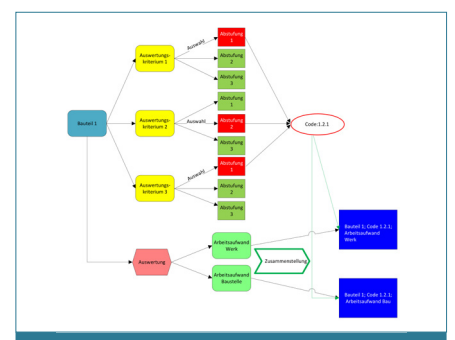 Auswahl
Abstufung
1
Auswertungs-
kriterium 1
Abstufung
2
Abstufung
3
Abstufung
1
Bauteil 1
Auswertungs-
kriterium 2
Auswahl
Abstufung
2
Code:1.2.1
Abstufung
3
Auswahl
Abstufung
1
Auswertungs-
kriterium 3
Abstufung
2
Abstufung
3
Bauteil 1; Code 1.2.1;
Arbeitsaufwand
Werk
Arbeitsaufwand
Werk
Auswertung
Zusammenstellung
Arbeitsaufwand
Baustelle
Bauteil 1; Code 1.2.1;
Arbeitsaufwand Bau